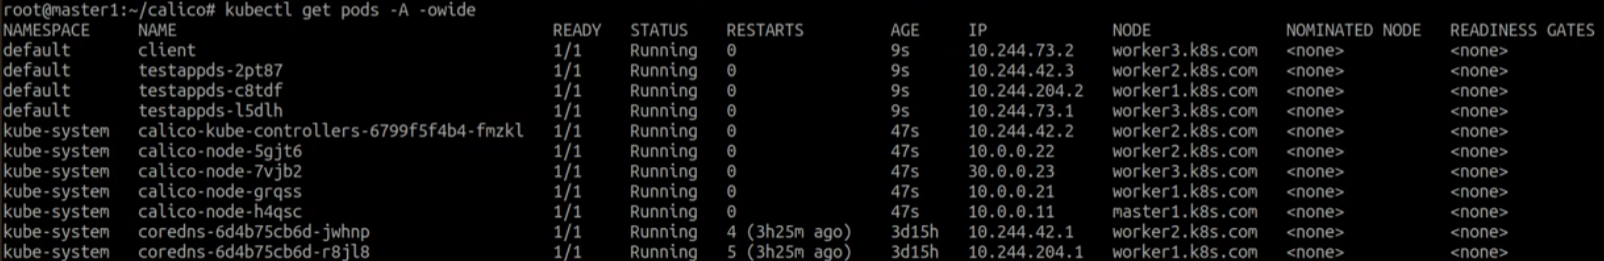 root@master1:~/calico# kubectl get pods -A -owide
NAMESPACE NAME READY STATUS RESTARTS AGE IP NODE NOMINATED NODE READINESS GATES
default client 1/1 Running 0 9s 10.244.73.2 worker3.k8s.com <none> <none>
default testappds-2pt87 1/1 Running 0 9s 10.244.42.3 worker2.k8s.com <none> <none>
default testappds-c8tdf 1/1 Running 0 9s 10.244.204.2 worker1.k8s.com <none> <none>
default testappds-l5dlh 1/1 Running 0 9s 10.244.73.1 worker3.k8s.com <none> <none>
kube-system calico-kube-controllers-6799f5f4b4-fmzkl 1/1 Running 0 47s 10.244.42.2 worker2.k8s.com <none> <none>
kube-system calico-node-5gjt6 1/1 Running 0 47s 10.0.0.22 worker2.k8s.com <none> <none>
kube-system calico-node-7vjb2 1/1 Running 0 47s 30.0.0.23 worker3.k8s.com <none> <none>
kube-system calico-node-grqss 1/1 Running 0 47s 10.0.0.21 worker1.k8s.com <none> <none>
kube-system calico-node-h4qsc 1/1 Running 0 47s 10.0.0.11 master1.k8s.com <none> <none>
kube-system coredns-6d4b75cb6d-jwhnp 1/1 Running 4 (3h25m ago) 3d15h 10.244.42.1 worker2.k8s.com <none> <none>
kube-system coredns-6d4b75cb6d-r8jl8 1/1 Running 5 (3h25m ago) 3d15h 10.244.204.1 worker1.k8s.com <none> <none>